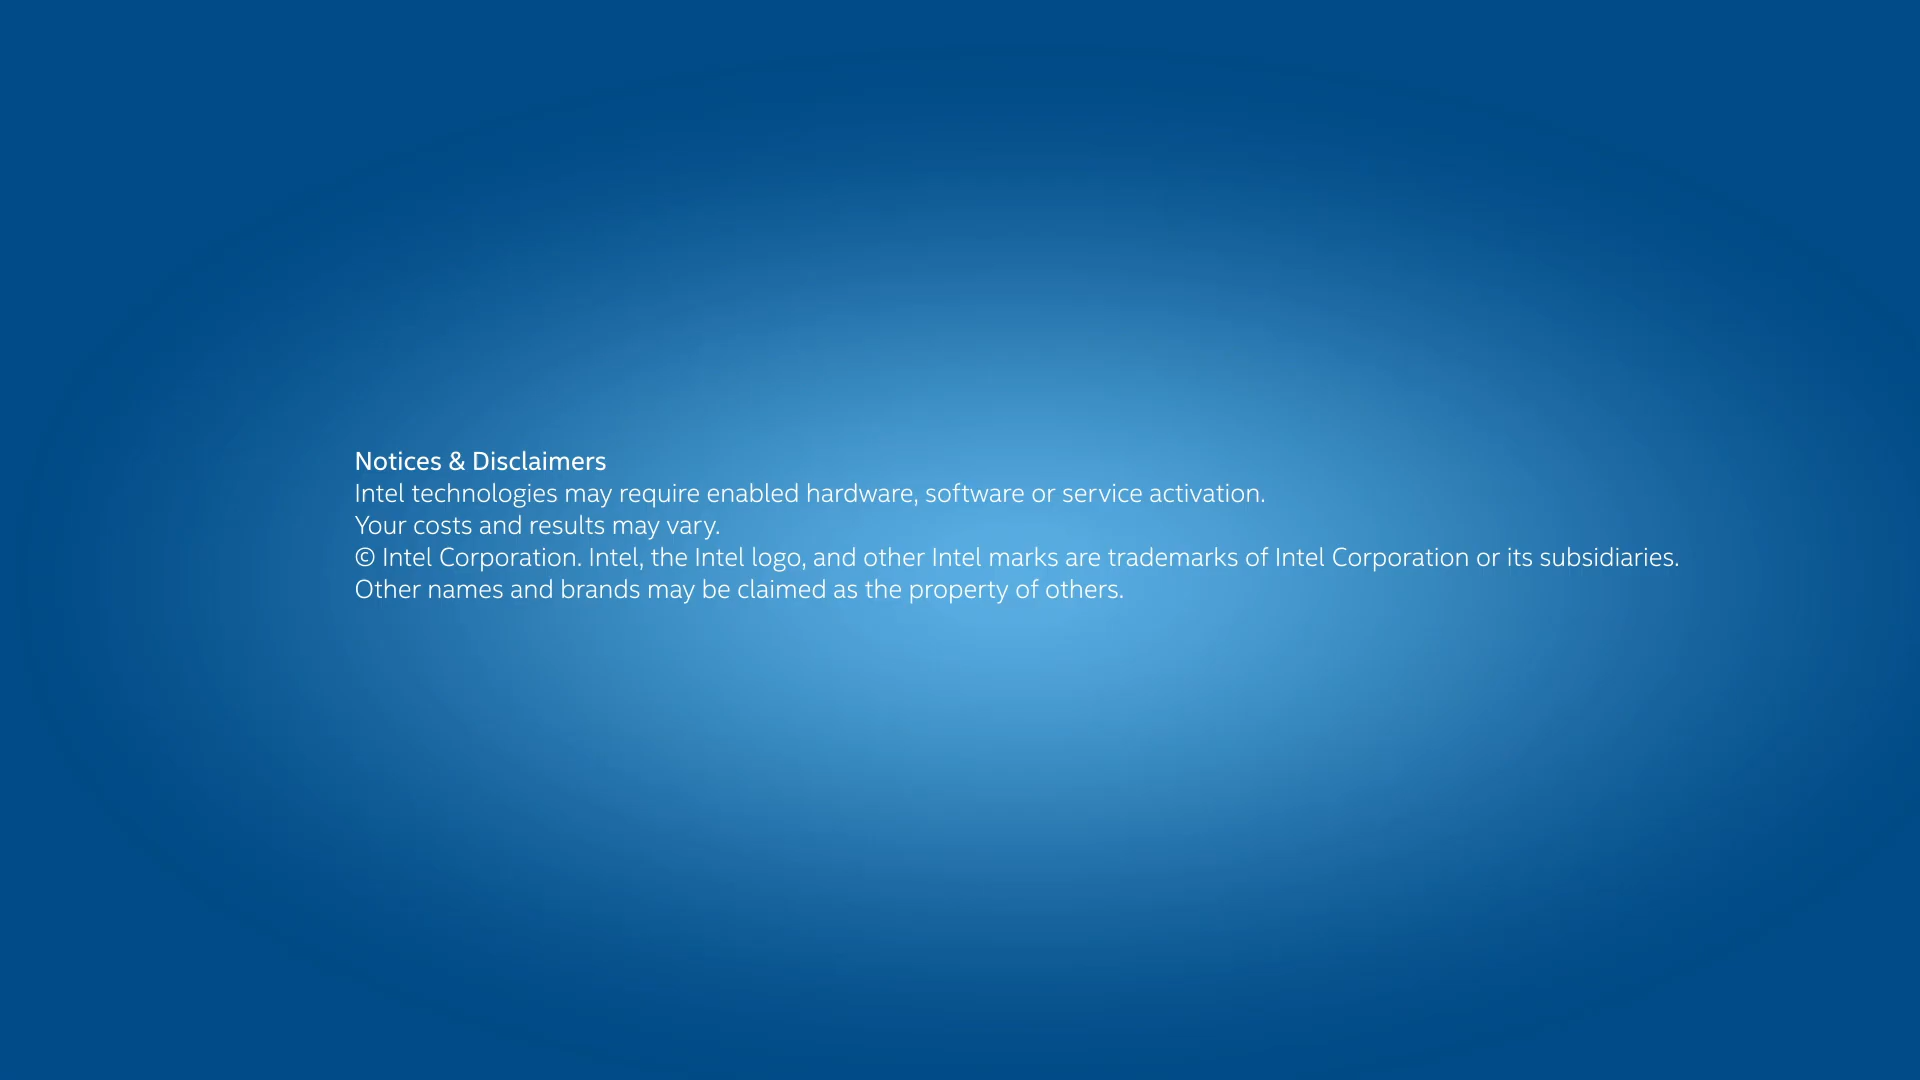 Notices & Disclaimers
Intel technologies may require enabled hardware, software or service activation.
Your costs and results may vary.
© Intel Corporation. Intel, the Intel logo, and other Intel marks are trademarks of Intel Corporation or its subsidiaries.
Other names and brands may be claimed as the property of others.